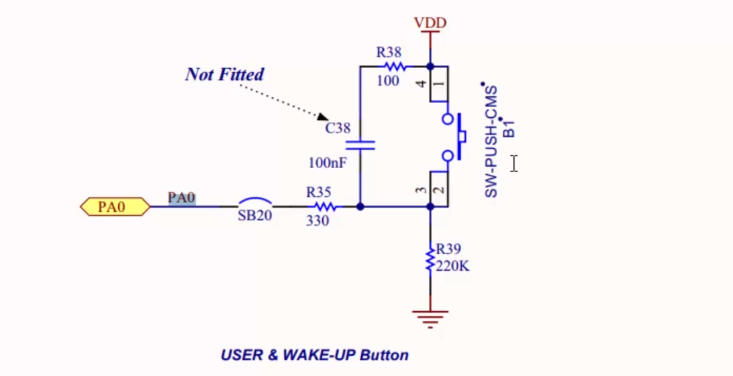 VDD
R38
100
Not Fitted
4
1
C38
100nF
SW-PUSH-CMS
B1
PA0
PA0
SB20
R35
330
3
2
R39
220K
USER & WAKE-UP Button